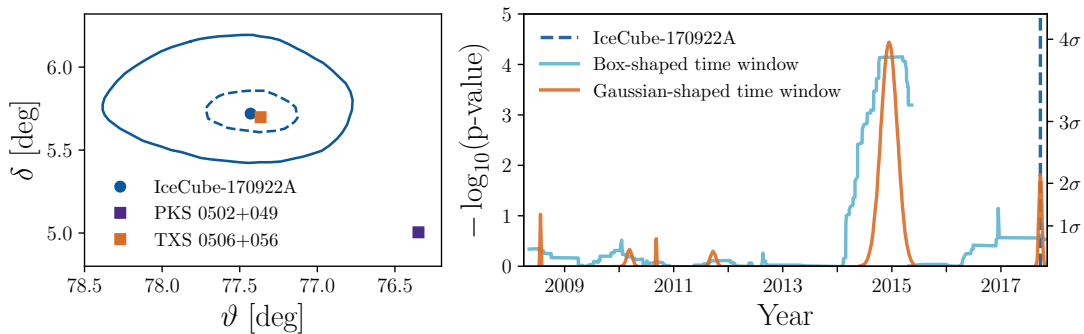 6.0
5.5
5.0
δ [deg]
IceCube-170922A
PKS 0502+049
TXS 0506+056
78.5 78.0 77.5 77.0 76.5
ϑ [deg]
5
4
3
2
1
0
− log₁₀(p-value)
IceCube-170922A
Box-shaped time window
Gaussian-shaped time window
4σ
3σ
2σ
1σ
2009 2011 2013 2015 2017
Year